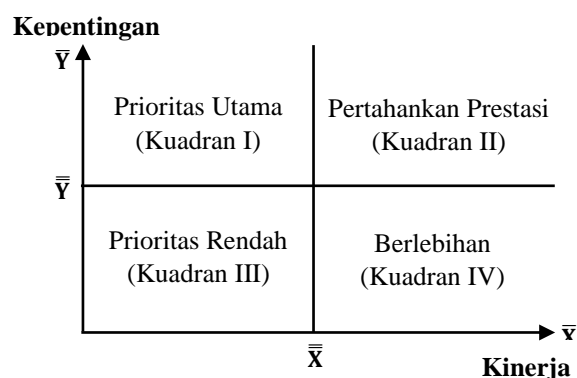 Kepentingan
Y̅
Prioritas Utama
(Kuadran I)
Pertahankan Prestasi
(Kuadran II)
Y̿
Prioritas Rendah
(Kuadran III)
Berlebihan
(Kuadran IV)
X̿
Kinerja